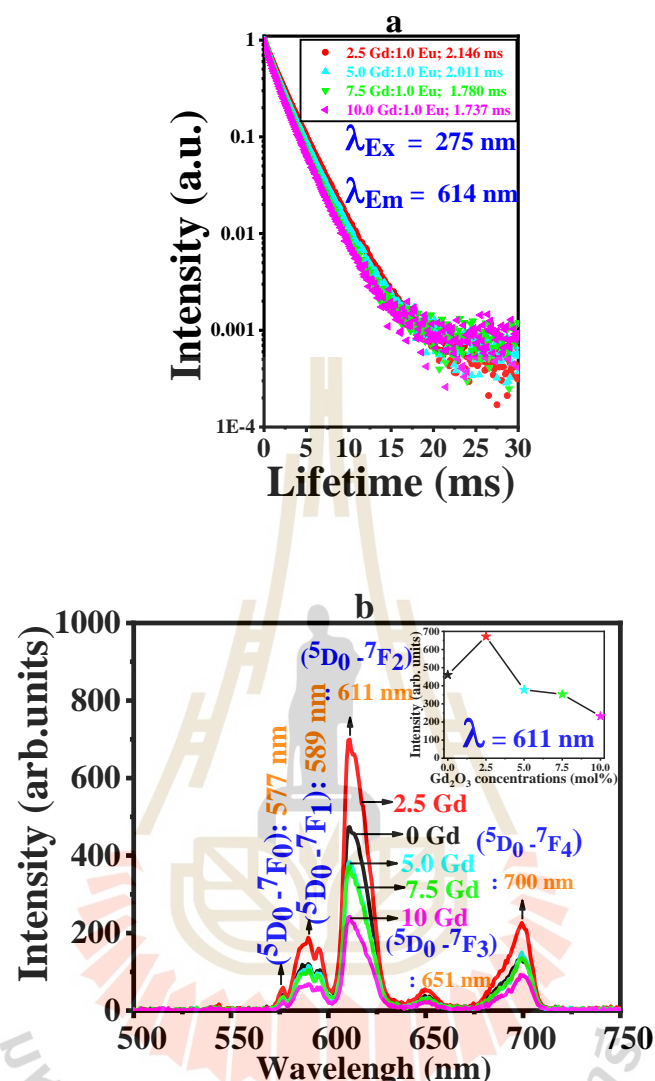 a
1
0.1
0.01
0.001
1E-4
Intensity (a.u.)
2.5 Gd:1.0 Eu; 2.146 ms
5.0 Gd:1.0 Eu; 2.011 ms
7.5 Gd:1.0 Eu; 1.780 ms
10.0 Gd:1.0 Eu; 1.737 ms
λEx = 275 nm
λEm = 614 nm
0 5 10 15 20 25 30
Lifetime (ms)
b
1000
800
600
400
200
0
Intensity (arb.units)
(⁵D0 -⁷F0): 577 nm
(⁵D0 -⁷F1): 589 nm
(⁵D0 -⁷F2)
: 611 nm
2.5 Gd
0 Gd
5.0 Gd
7.5 Gd
10 Gd
(⁵D0 -⁷F4)
: 700 nm
(⁵D0 -⁷F3)
: 651 nm
700
600
500
400
300
200
100
0
Intensity (arb. units)
λ = 611 nm
0.0 2.5 5.0 7.5 10.0
Gd₂O₃ concentrations (mol%)
500 550 600 650 700 750
Wavelengh (nm)